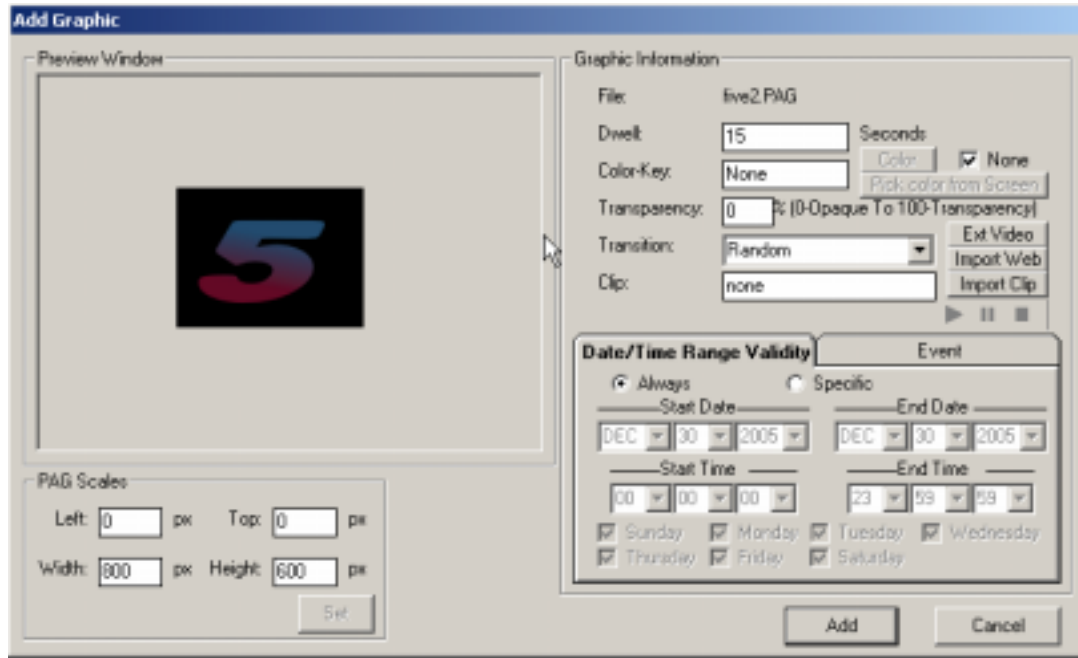 Add Graphic
Preview Window
5
Graphic Information
File: five2.PAG
Dwell: 15 Seconds
Color None
Color-Key: None
Pick color from Screen
Transparency: 0 % (0-Opaque To 100-Transparency)
Ext Video
Transition: Random
Import Web
Clip: none
Import Clip
Date/Time Range Validity Event
Always Specific
Start Date End Date
DEC 30 2005 DEC 30 2005
Start Time End Time
00 00 00 23 59 59
Sunday Monday Tuesday Wednesday
Thursday Friday Saturday
PAG Scales
Left: 0 px Top: 0 px
Width: 800 px Height: 600 px
Set
Add Cancel